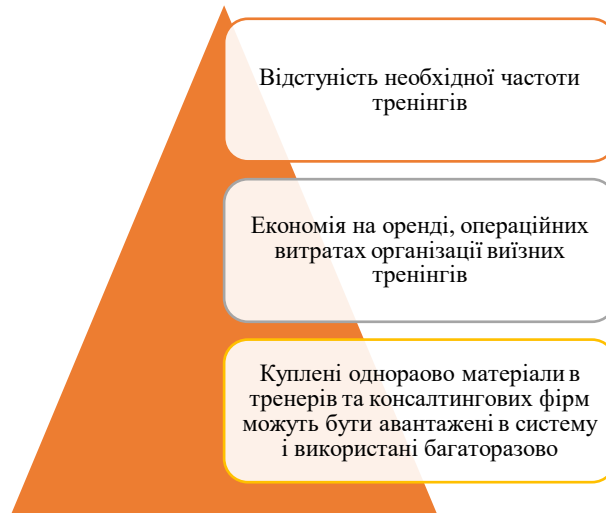 Відстуність необхідної частоти
тренінгів
Економія на оренді, операційних
витратах організації виїзних
тренінгів
Куплені однораово матеріали в
тренерів та консалтингових фірм
можуть бути авантажені в систему
і використані багаторазово